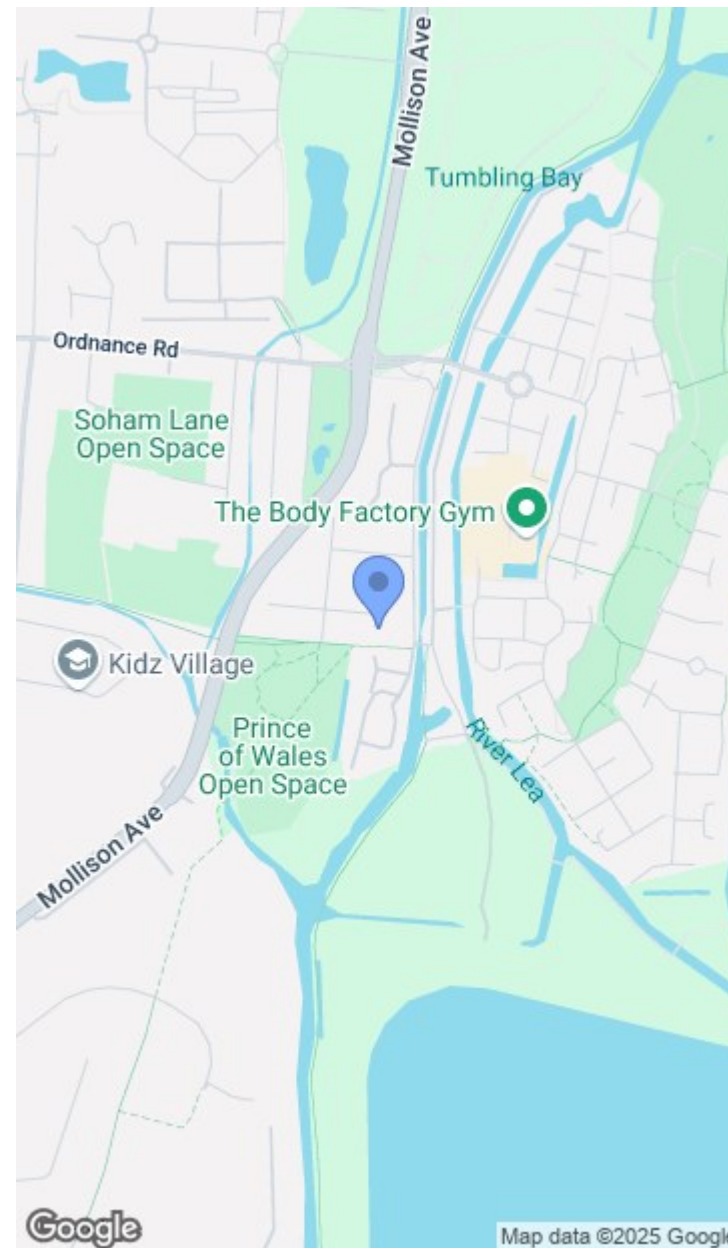 Mollison Ave
Tumbling Bay
Ordnance Rd
Soham Lane
Open Space
The Body Factory Gym
Kidz Village
Prince
of Wales
Open Space
River Lea
Mollison Ave
Google
Map data ©2025 Google